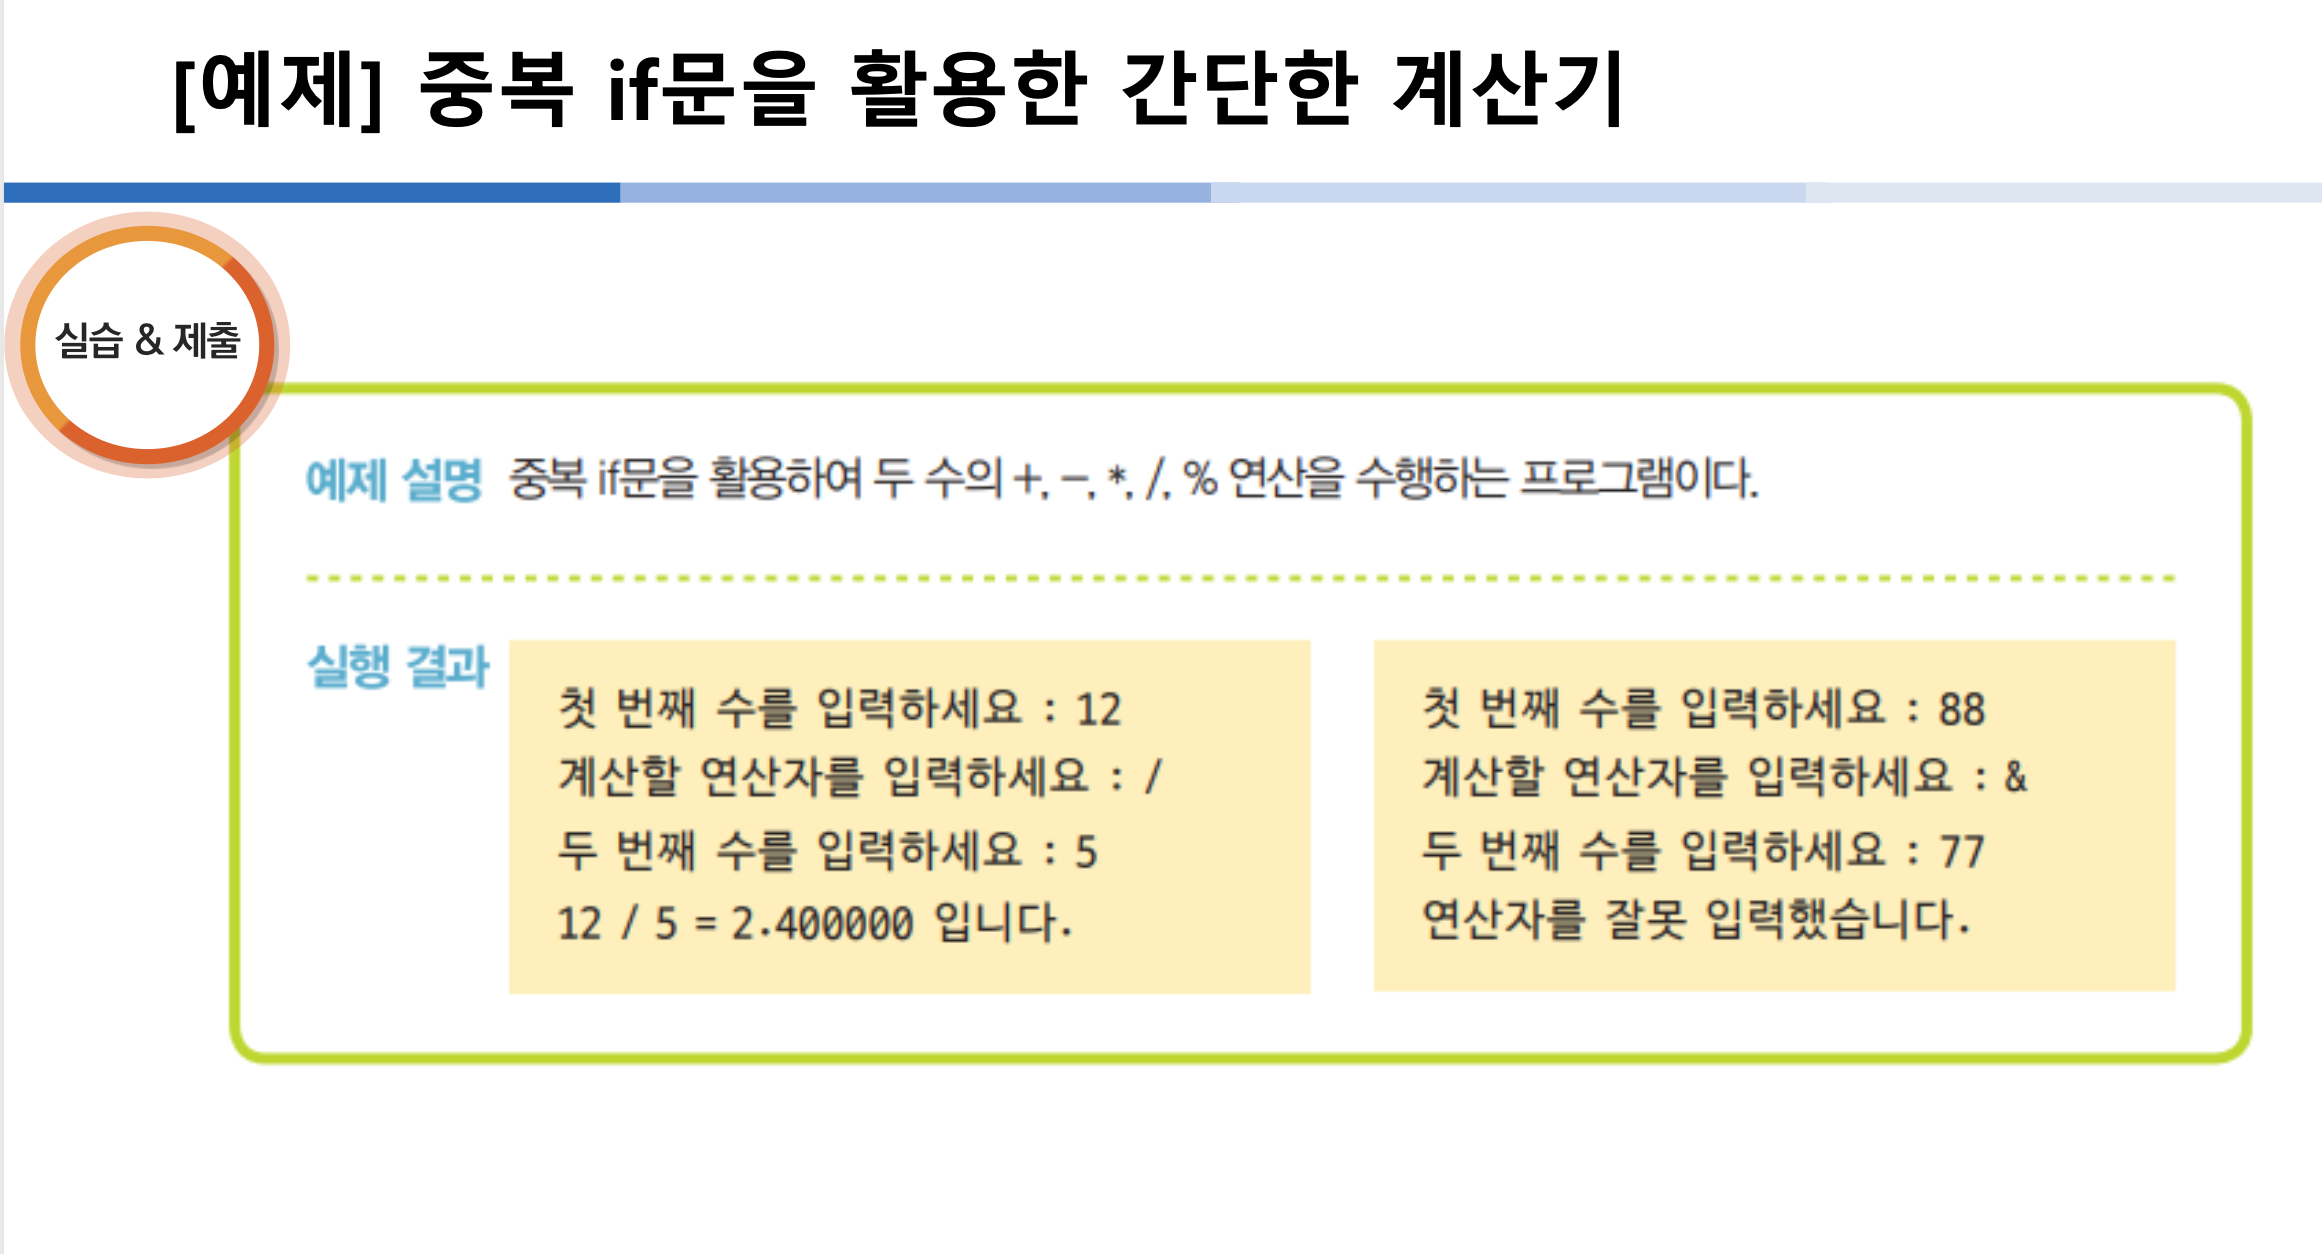 [예제] 중복 if문을 활용한 간단한 계산기
실습 & 제출
예제 설명 중복 if문을 활용하여 두 수의 +, −, *, /, % 연산을 수행하는 프로그램이다.
실행 결과
첫 번째 수를 입력하세요 : 12
계산할 연산자를 입력하세요 : /
두 번째 수를 입력하세요 : 5
12 / 5 = 2.400000 입니다.
첫 번째 수를 입력하세요 : 88
계산할 연산자를 입력하세요 : &
두 번째 수를 입력하세요 : 77
연산자를 잘못 입력했습니다.